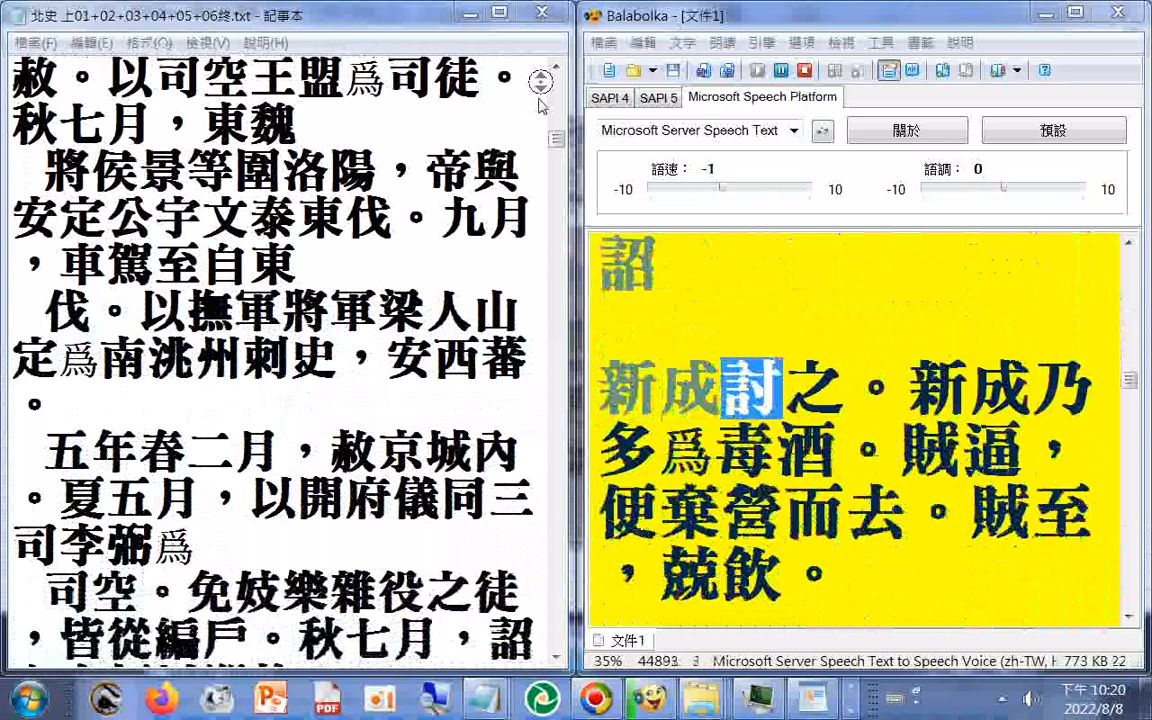 北史 上01+02+03+04+05+06终.txt - 記事本
檔案(F) 編輯(E) 格式(O) 檢視(V) 說明(H)
赦。以司空王盟爲司徒。
秋七月，東魏
將侯景等圍洛陽，帝與
安定公宇文泰東伐。九月
，車駕至自東
伐。以撫軍將軍梁人山
定爲南洮州刺史，安西蕃
。
五年春二月，赦京城內
。夏五月，以開府儀同三
司李弼爲
司空。免妓樂雜役之徒
，皆從編戶。秋七月，詔
Balabolka - [文件1]
檔案 編輯 文字 朗讀 引擎 選項 檢視 工具 書籤 說明
SAPI 4 SAPI 5 Microsoft Speech Platform
Microsoft Server Speech Text 關於 預設
語速： -1 語調： 0
-10 10 -10 10
詔
新成討之。新成乃
多爲毒酒。賊逼，
便棄營而去。賊至
，兢飲。
文件1
35% 44893: Microsoft Server Speech Text to Speech Voice (zh-TW, H 773 KB 22
下午 10:20
2022/8/8